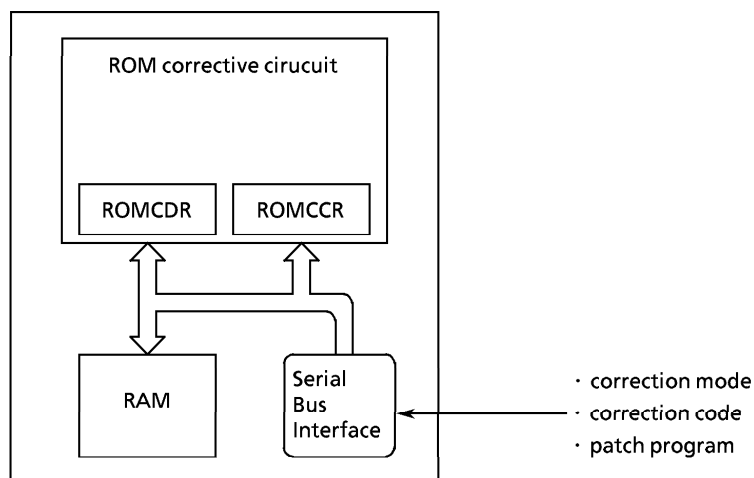 ROM corrective cirucuit
ROMCDR
ROMCCR
RAM
Serial
Bus
Interface
· correction mode
· correction code
· patch program